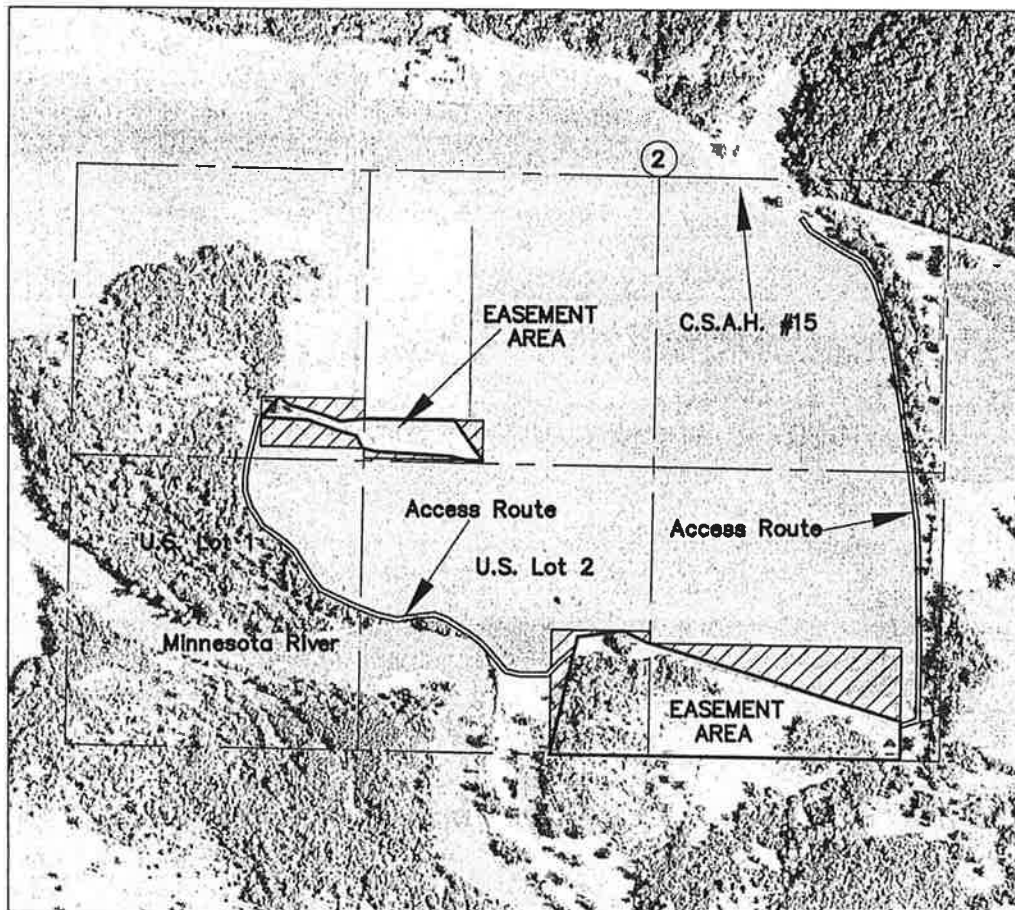 2
EASEMENT
AREA
C.S.A.H. #15
Access Route
Access Route
U.S. Lot 1
U.S. Lot 2
Minnesota River
EASEMENT
AREA